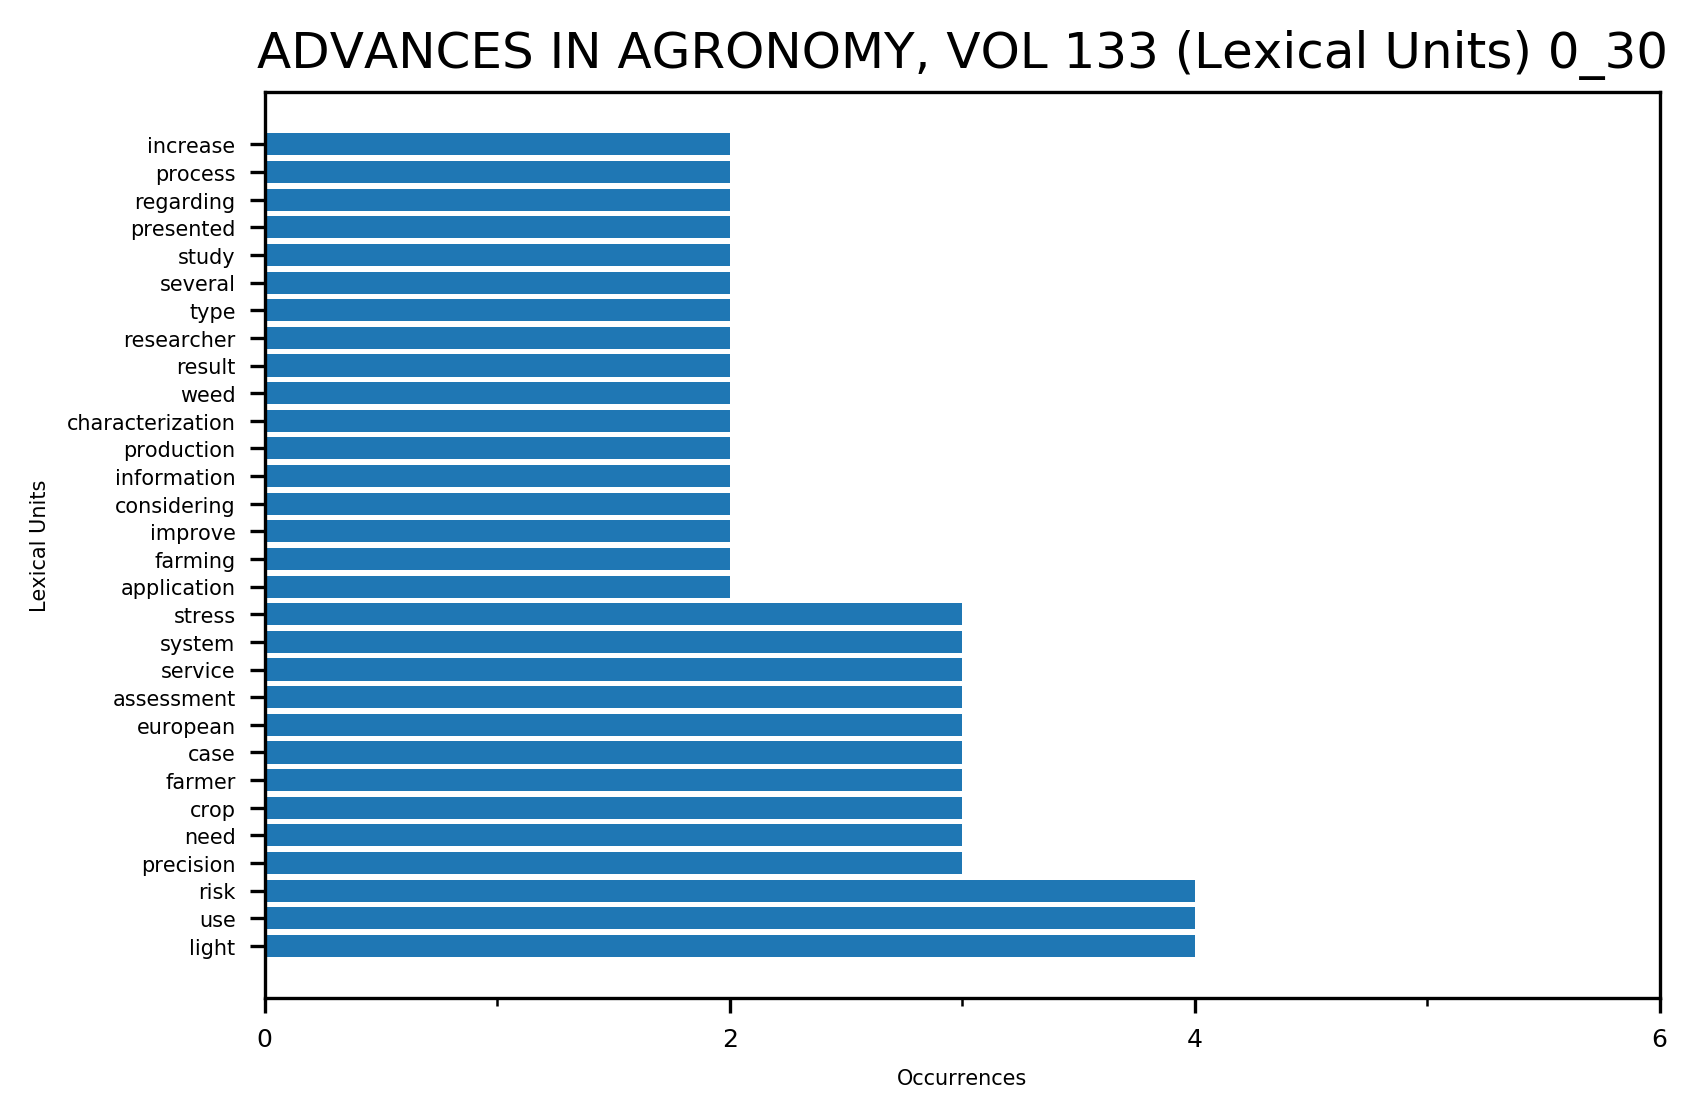 ADVANCES IN AGRONOMY, VOL 133 (Lexical Units) 0_30
increase
process
regarding
presented
study
several
type
researcher
result
weed
characterization
production
information
considering
improve
farming
application
stress
system
service
assessment
european
case
farmer
crop
need
precision
risk
use
light
Lexical Units
0 2 4 6
Occurrences